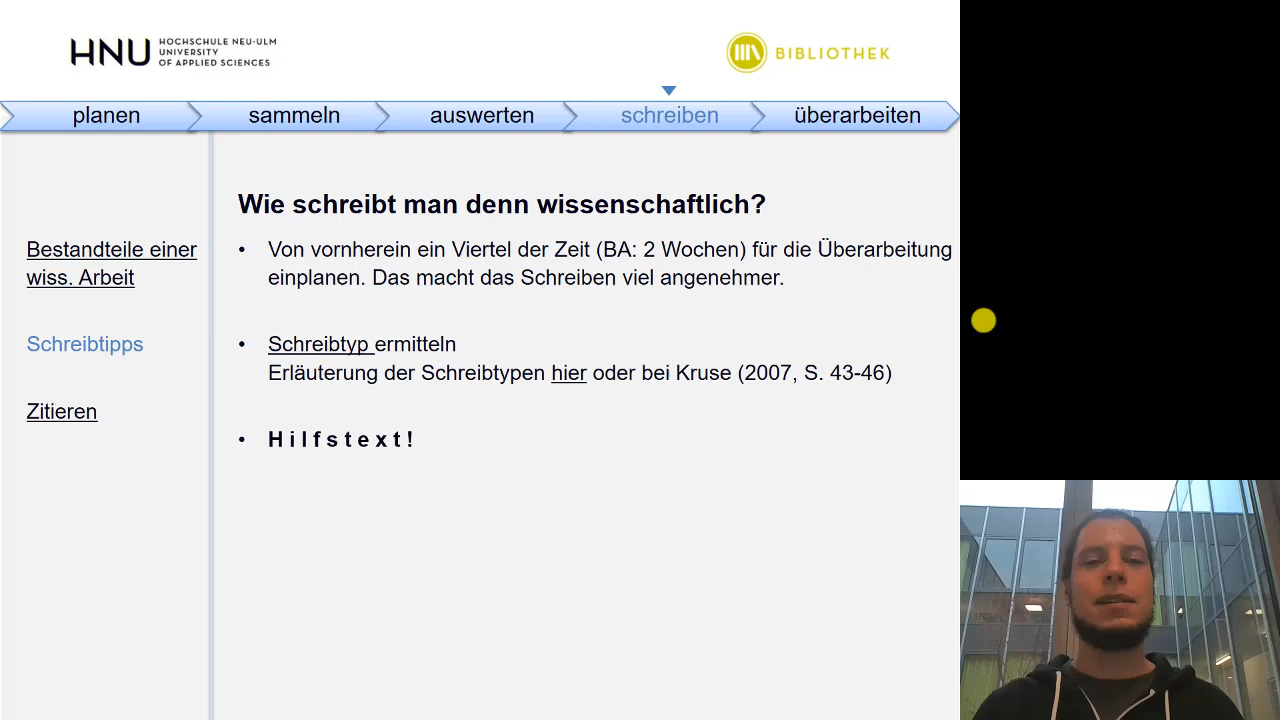 HNU HOCHSCHULE NEU-ULM
UNIVERSITY
OF APPLIED SCIENCES
BIBLIOTHEK
planen sammeln auswerten schreiben überarbeiten
Wie schreibt man denn wissenschaftlich?
Bestandteile einer
wiss. Arbeit
Schreibtipps
Zitieren
• Von vornherein ein Viertel der Zeit (BA: 2 Wochen) für die Überarbeitung
einplanen. Das macht das Schreiben viel angenehmer.
• Schreibtyp ermitteln
Erläuterung der Schreibtypen hier oder bei Kruse (2007, S. 43-46)
• H i l f s t e x t !